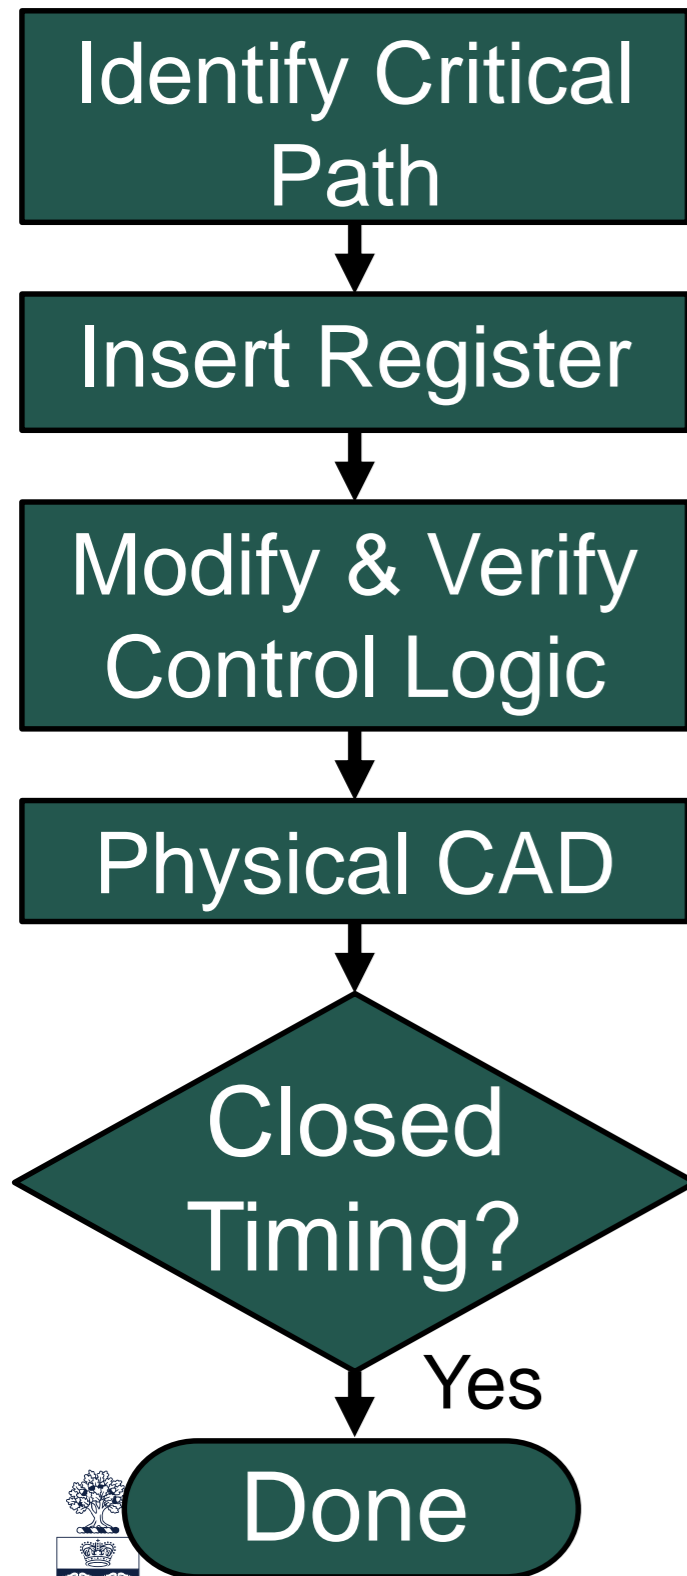 Identify Critical
Path
Insert Register
Modify & Verify
Control Logic
Physical CAD
Closed
Timing?
Yes
Done